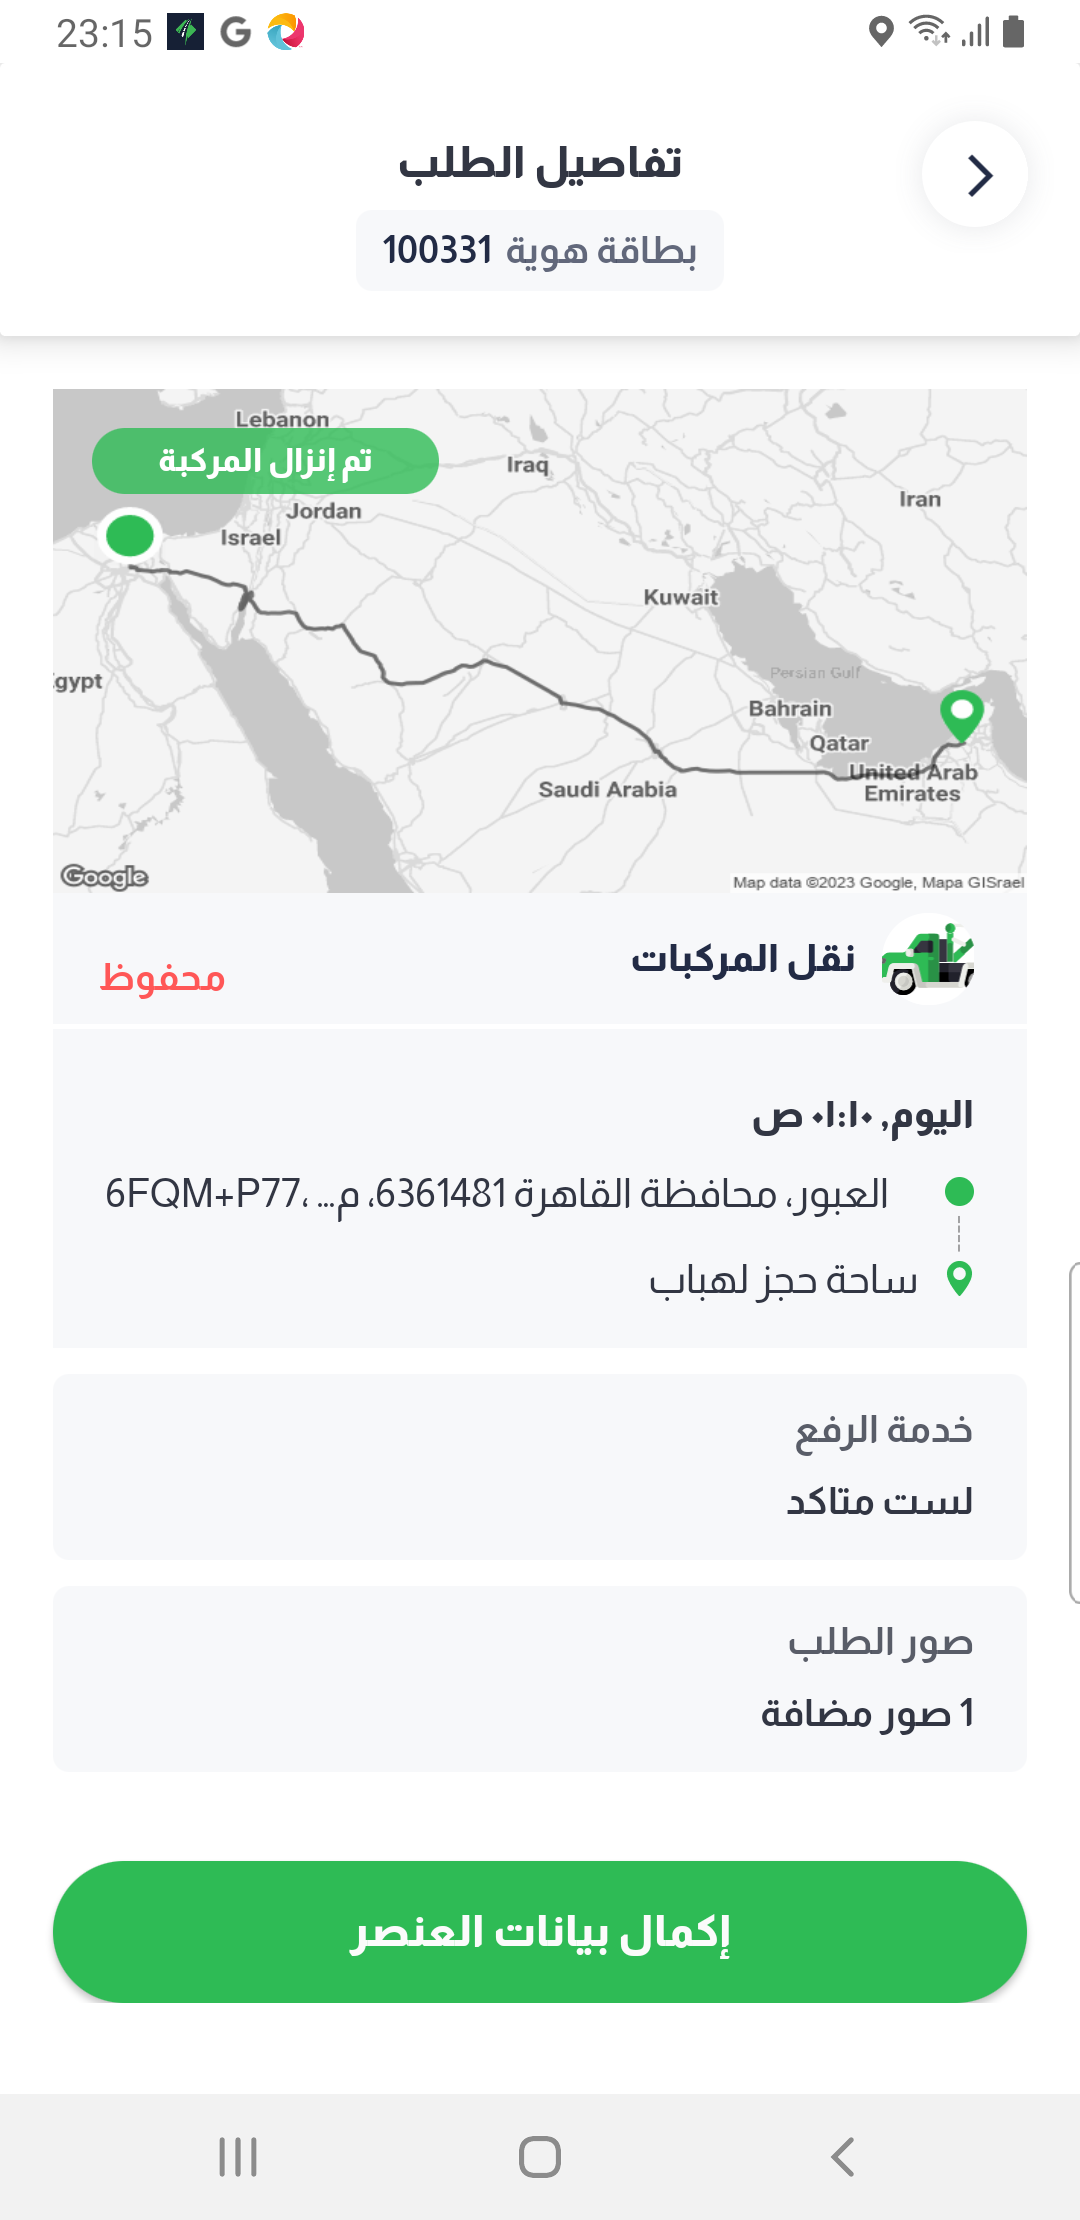 23:15
تفاصيل الطلب
بطاقة هوية 100331
Lebanon
تم إنزال المركبة
Iraq
Iran
Jordan
Israel
Kuwait
gypt
Persian Gulf
Bahrain
Qatar
United Arab
Emirates
Saudi Arabia
Google
Map data ©2023 Google, Mapa GISrael
نقل المركبات
محفوظ
اليوم, ٠١:١٠ ص
العبور، محافظة القاهرة 6361481، م... ،6FQM+P77
ساحة حجز لهباب
خدمة الرفع
لست متاكد
صور الطلب
1 صور مضافة
إكمال بيانات العنصر